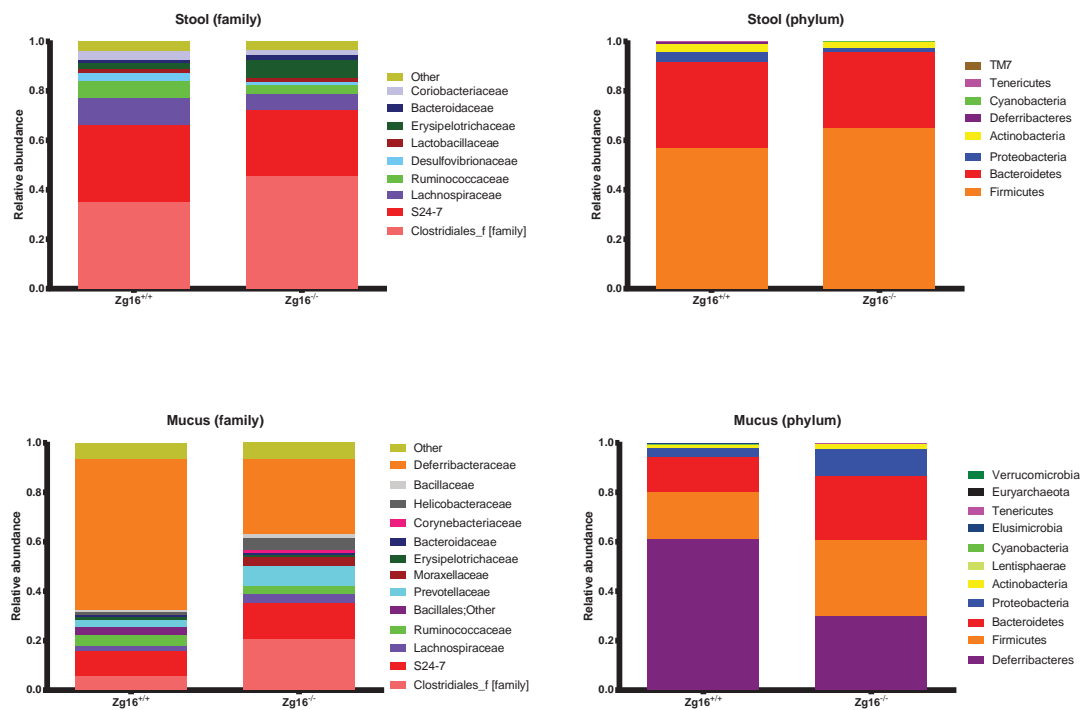 Stool (family)
Relative abundance
1.0
0.8
0.6
0.4
0.2
0.0
Zg16+/+
Zg16-/-
Other
Coriobacteriaceae
Bacteroidaceae
Erysipelotrichaceae
Lactobacillaceae
Desulfovibrionaceae
Ruminococcaceae
Lachnospiraceae
S24-7
Clostridiales_f [family]
Stool (phylum)
Relative abundance
1.0
0.8
0.6
0.4
0.2
0.0
Zg16+/+
Zg16-/-
TM7
Tenericutes
Cyanobacteria
Deferribacteres
Actinobacteria
Proteobacteria
Bacteroidetes
Firmicutes
Mucus (family)
Relative abundance
1.0
0.8
0.6
0.4
0.2
0.0
Zg16+/+
Zg16-/-
Other
Deferribacteraceae
Bacillaceae
Helicobacteraceae
Corynebacteriaceae
Bacteroidaceae
Erysipelotrichaceae
Moraxellaceae
Prevotellaceae
Bacillales;Other
Ruminococcaceae
Lachnospiraceae
S24-7
Clostridiales_f [family]
Mucus (phylum)
Relative abundance
1.0
0.8
0.6
0.4
0.2
0.0
Zg16+/+
Zg16-/-
Verrucomicrobia
Euryarchaeota
Tenericutes
Elusimicrobia
Cyanobacteria
Lentisphaerae
Actinobacteria
Proteobacteria
Bacteroidetes
Firmicutes
Deferribacteres